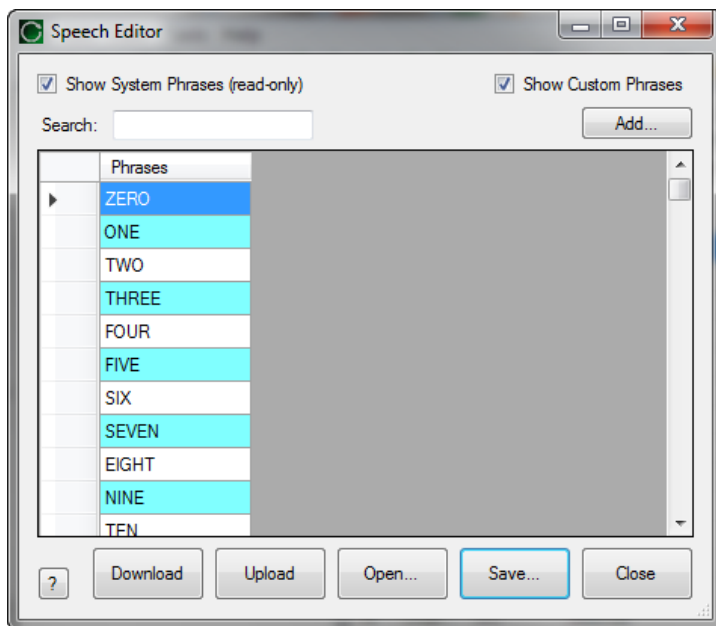 Speech Editor
Show System Phrases (read-only) Show Custom Phrases
Search: Add...
Phrases
ZERO
ONE
TWO
THREE
FOUR
FIVE
SIX
SEVEN
EIGHT
NINE
TEN
? Download Upload Open... Save... Close